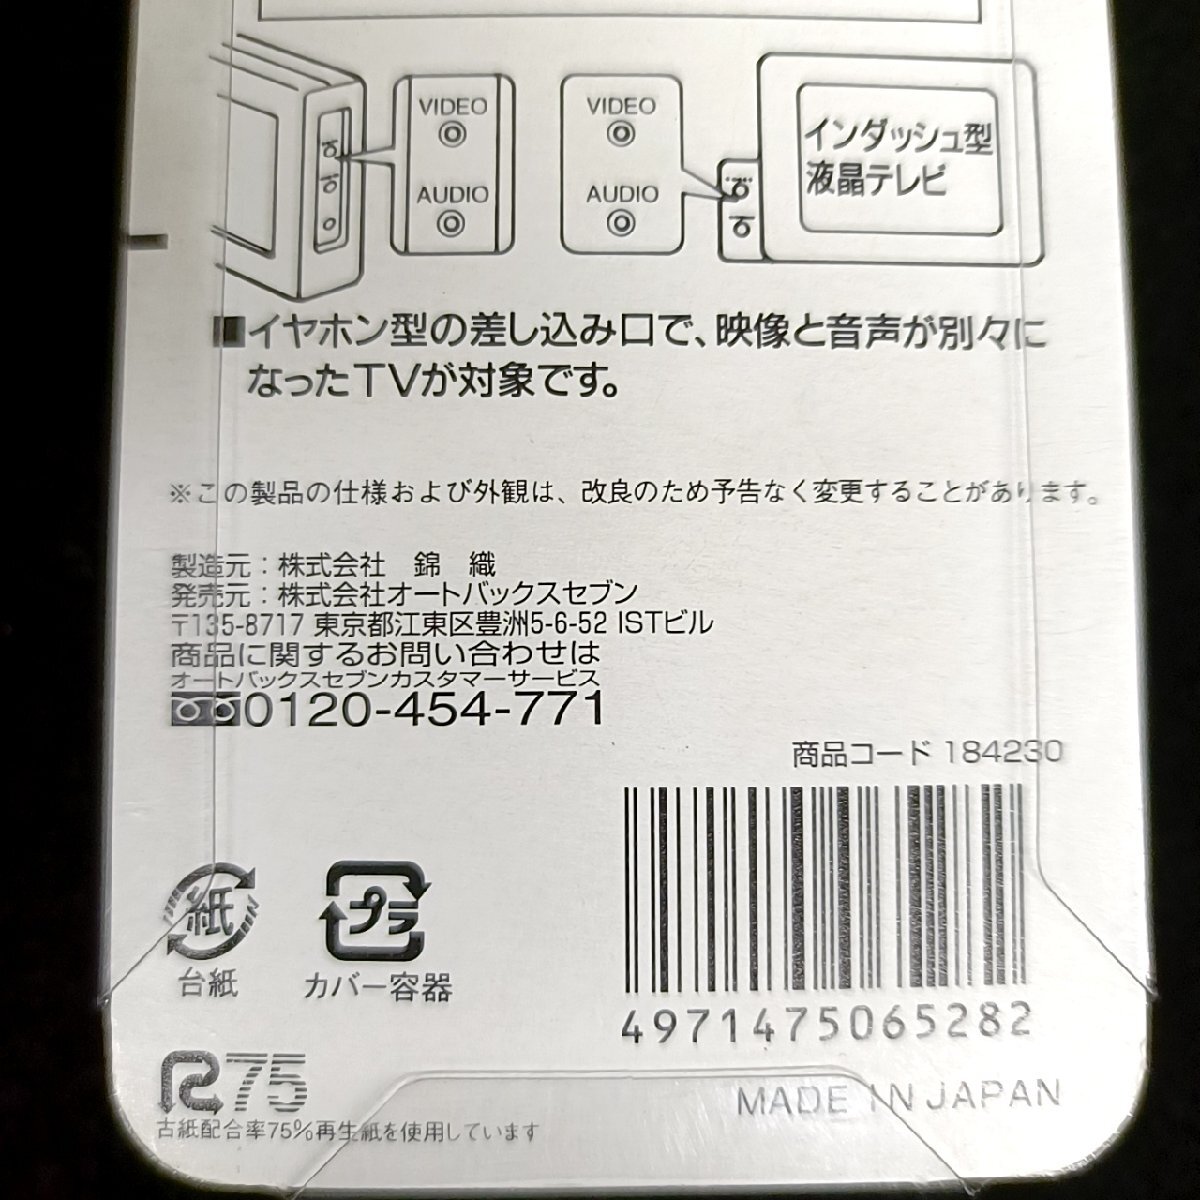 VIDEO
AUDIO
VIDEO
AUDIO
インダッシュ型
液晶テレビ
■イヤホン型の差し込み口で、映像と音声が別々に
なったTVが対象です。
※この製品の仕様および外観は、改良のため予告なく変更することがあります。
製造元：株式会社 錦 織
発売元：株式会社オートバックスセブン
〒135-8717 東京都江東区豊洲5-6-52 ISTビル
商品に関するお問い合わせは
オートバックスセブンカスタマーサービス
0120-454-771
商品コード 184230
4971475065282
紙
台紙
プラ
カバー容器
R75
古紙配合率75%再生紙を使用しています
MADE IN JAPAN